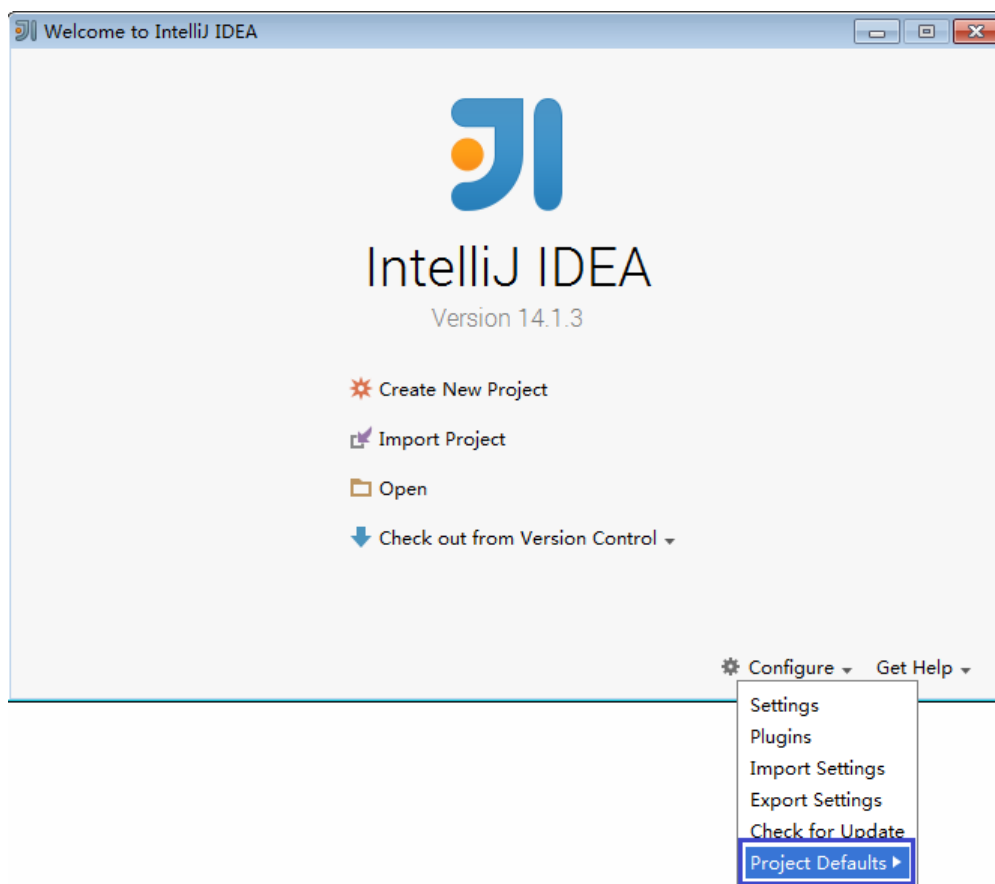 Welcome to IntelliJ IDEA
IntelliJ IDEA
Version 14.1.3
Create New Project
Import Project
Open
Check out from Version Control
Configure Get Help
Settings
Plugins
Import Settings
Export Settings
Check for Update
Project Defaults